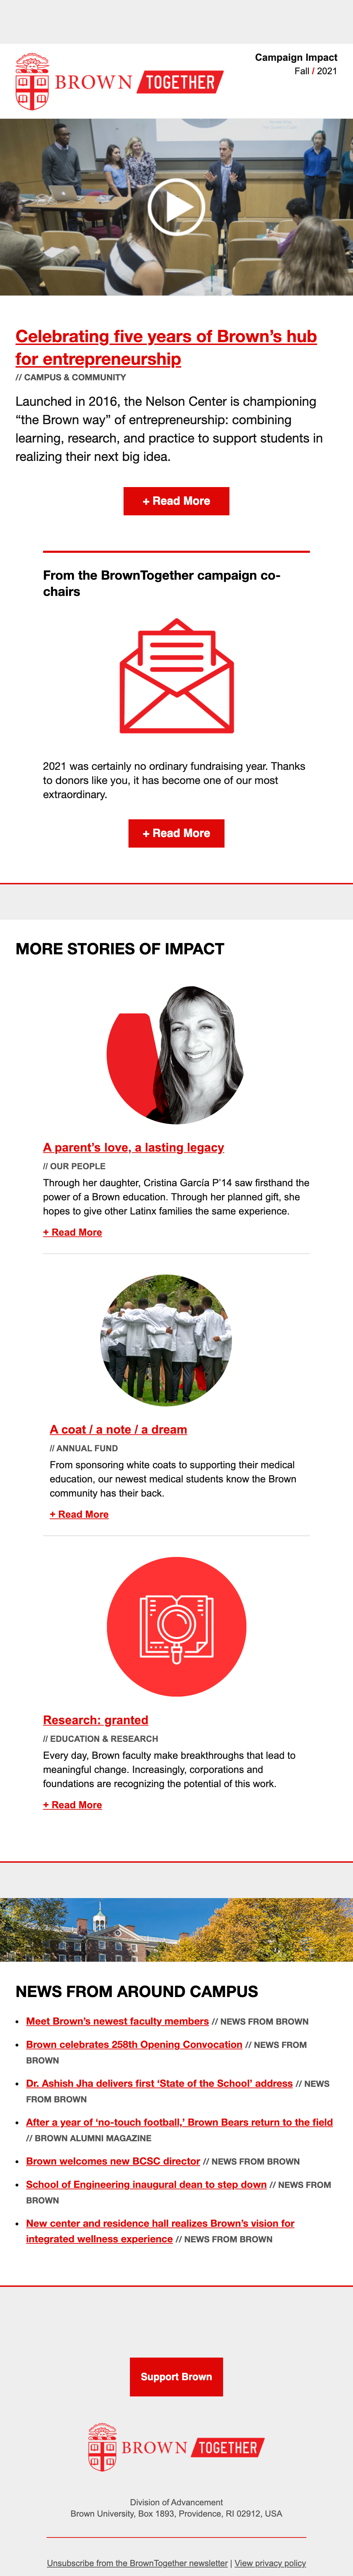 Campaign Impact
Fall / 2021
BROWN TOGETHER
Celebrating five years of Brown’s hub
for entrepreneurship
// CAMPUS & COMMUNITY
Launched in 2016, the Nelson Center is championing
“the Brown way” of entrepreneurship: combining
learning, research, and practice to support students in
realizing their next big idea.
+ Read More
From the BrownTogether campaign co-
chairs
2021 was certainly no ordinary fundraising year. Thanks
to donors like you, it has become one of our most
extraordinary.
+ Read More
MORE STORIES OF IMPACT
A parent’s love, a lasting legacy
// OUR PEOPLE
Through her daughter, Cristina García P’14 saw firsthand the
power of a Brown education. Through her planned gift, she
hopes to give other Latinx families the same experience.
+ Read More
A coat / a note / a dream
// ANNUAL FUND
From sponsoring white coats to supporting their medical
education, our newest medical students know the Brown
community has their back.
+ Read More
Research: granted
// EDUCATION & RESEARCH
Every day, Brown faculty make breakthroughs that lead to
meaningful change. Increasingly, corporations and
foundations are recognizing the potential of this work.
+ Read More
NEWS FROM AROUND CAMPUS
• Meet Brown’s newest faculty members // NEWS FROM BROWN
• Brown celebrates 258th Opening Convocation // NEWS FROM
BROWN
• Dr. Ashish Jha delivers first ‘State of the School’ address // NEWS
FROM BROWN
• After a year of ‘no-touch football,’ Brown Bears return to the field
// BROWN ALUMNI MAGAZINE
• Brown welcomes new BCSC director // NEWS FROM BROWN
• School of Engineering inaugural dean to step down // NEWS FROM
BROWN
• New center and residence hall realizes Brown’s vision for
integrated wellness experience // NEWS FROM BROWN
Support Brown
BROWN TOGETHER
Division of Advancement
Brown University, Box 1893, Providence, RI 02912, USA
Unsubscribe from the BrownTogether newsletter | View privacy policy